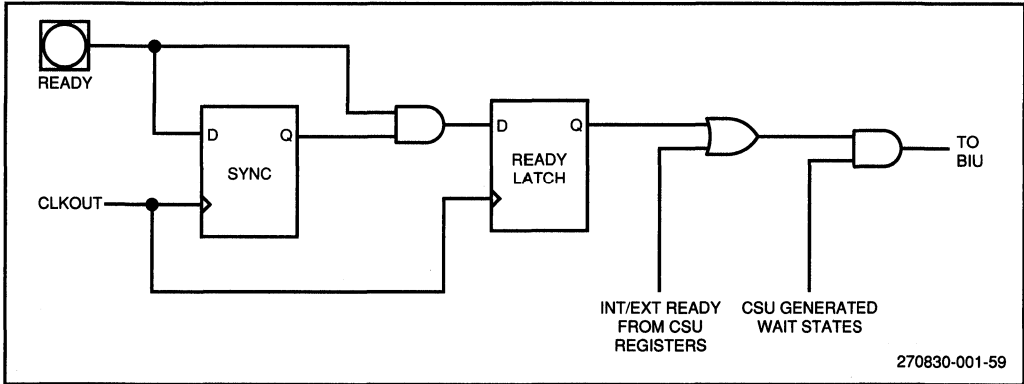 READY
D Q
SYNC
CLKOUT
D Q
READY
LATCH
TO
BIU
INT/EXT READY
FROM CSU
REGISTERS
CSU GENERATED
WAIT STATES
270830-001-59